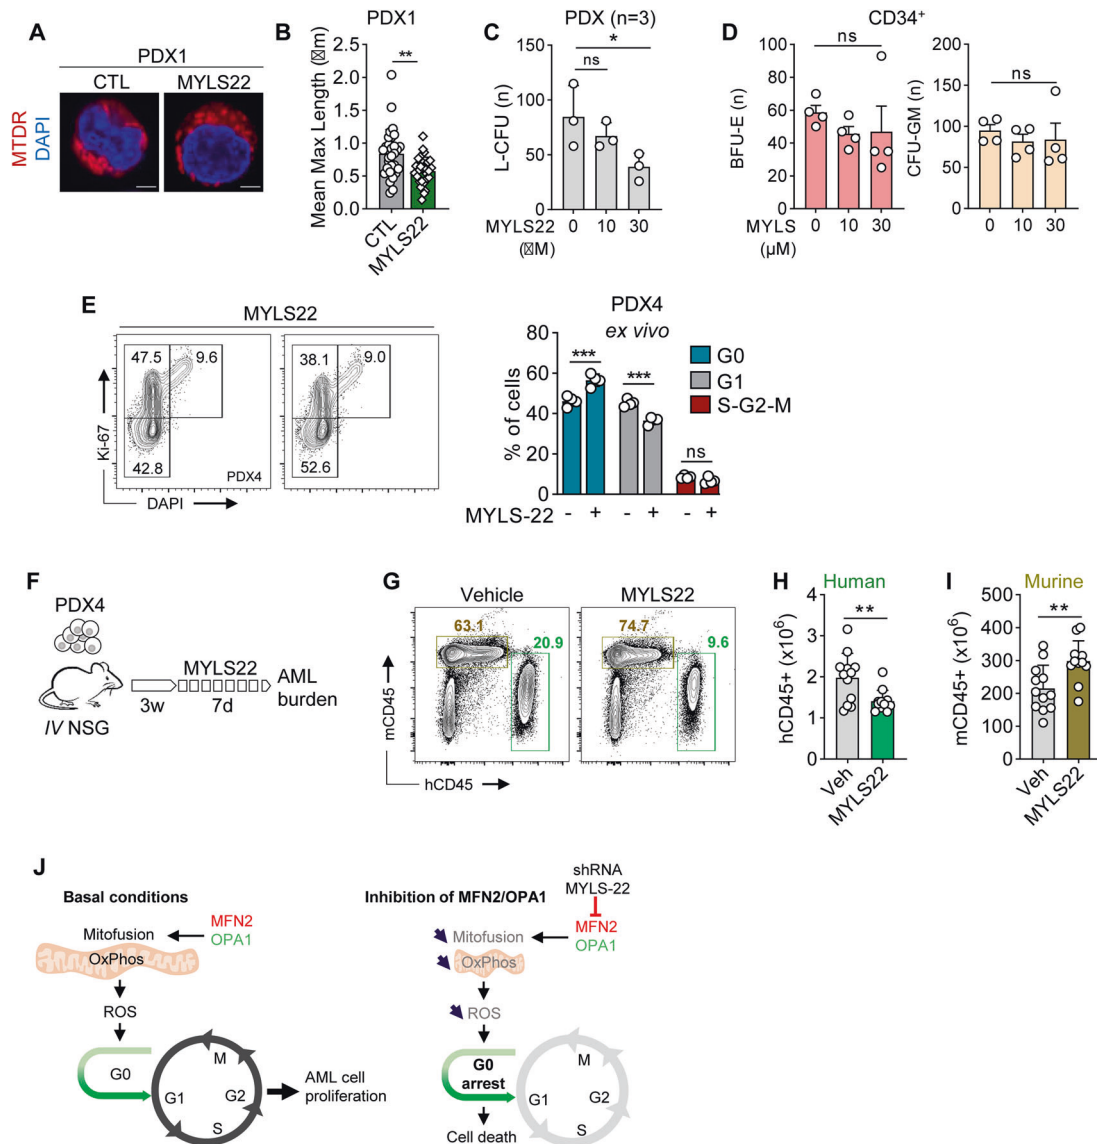 A
PDX1
CTL
MYLS22
MTDR
DAPI
B
PDX1
2.5
2.0
1.5
1.0
0.5
0.0
**
Mean Max Length (☒m)
CTL
MYLS22
C
PDX (n=3)
150
100
50
0
*
ns
L-CFU (n)
MYLS22
(☒M)
0 10 30
D
CD34+
100
80
60
40
20
0
ns
BFU-E (n)
MYLS
(µM)
0 10 30
200
150
100
50
0
ns
CFU-GM (n)
0 10 30
E
MYLS22
47.5
9.6
42.8
PDX4
38.1
9.0
52.6
Ki-67
DAPI
PDX4
ex vivo
80
60
40
20
0
***
***
ns
% of cells
MYLS-22
- + - + - +
G0
G1
S-G2-M
F
PDX4
IV NSG
MYLS22
3w
7d
AML
burden
G
Vehicle
MYLS22
63.1
20.9
74.7
9.6
mCD45
hCD45
H
Human
4
3
2
1
0
**
hCD45+ (x10⁶)
Veh
MYLS22
I
Murine
500
400
300
200
100
0
**
mCD45+ (x10⁶)
Veh
MYLS22
J
Basal conditions
Mitofusion
MFN2
OPA1
OxPhos
ROS
G0
G1
M
G2
S
AML cell
proliferation
Inhibition of MFN2/OPA1
shRNA
MYLS-22
Mitofusion
MFN2
OPA1
OxPhos
ROS
G0
arrest
G1
M
G2
S
Cell death